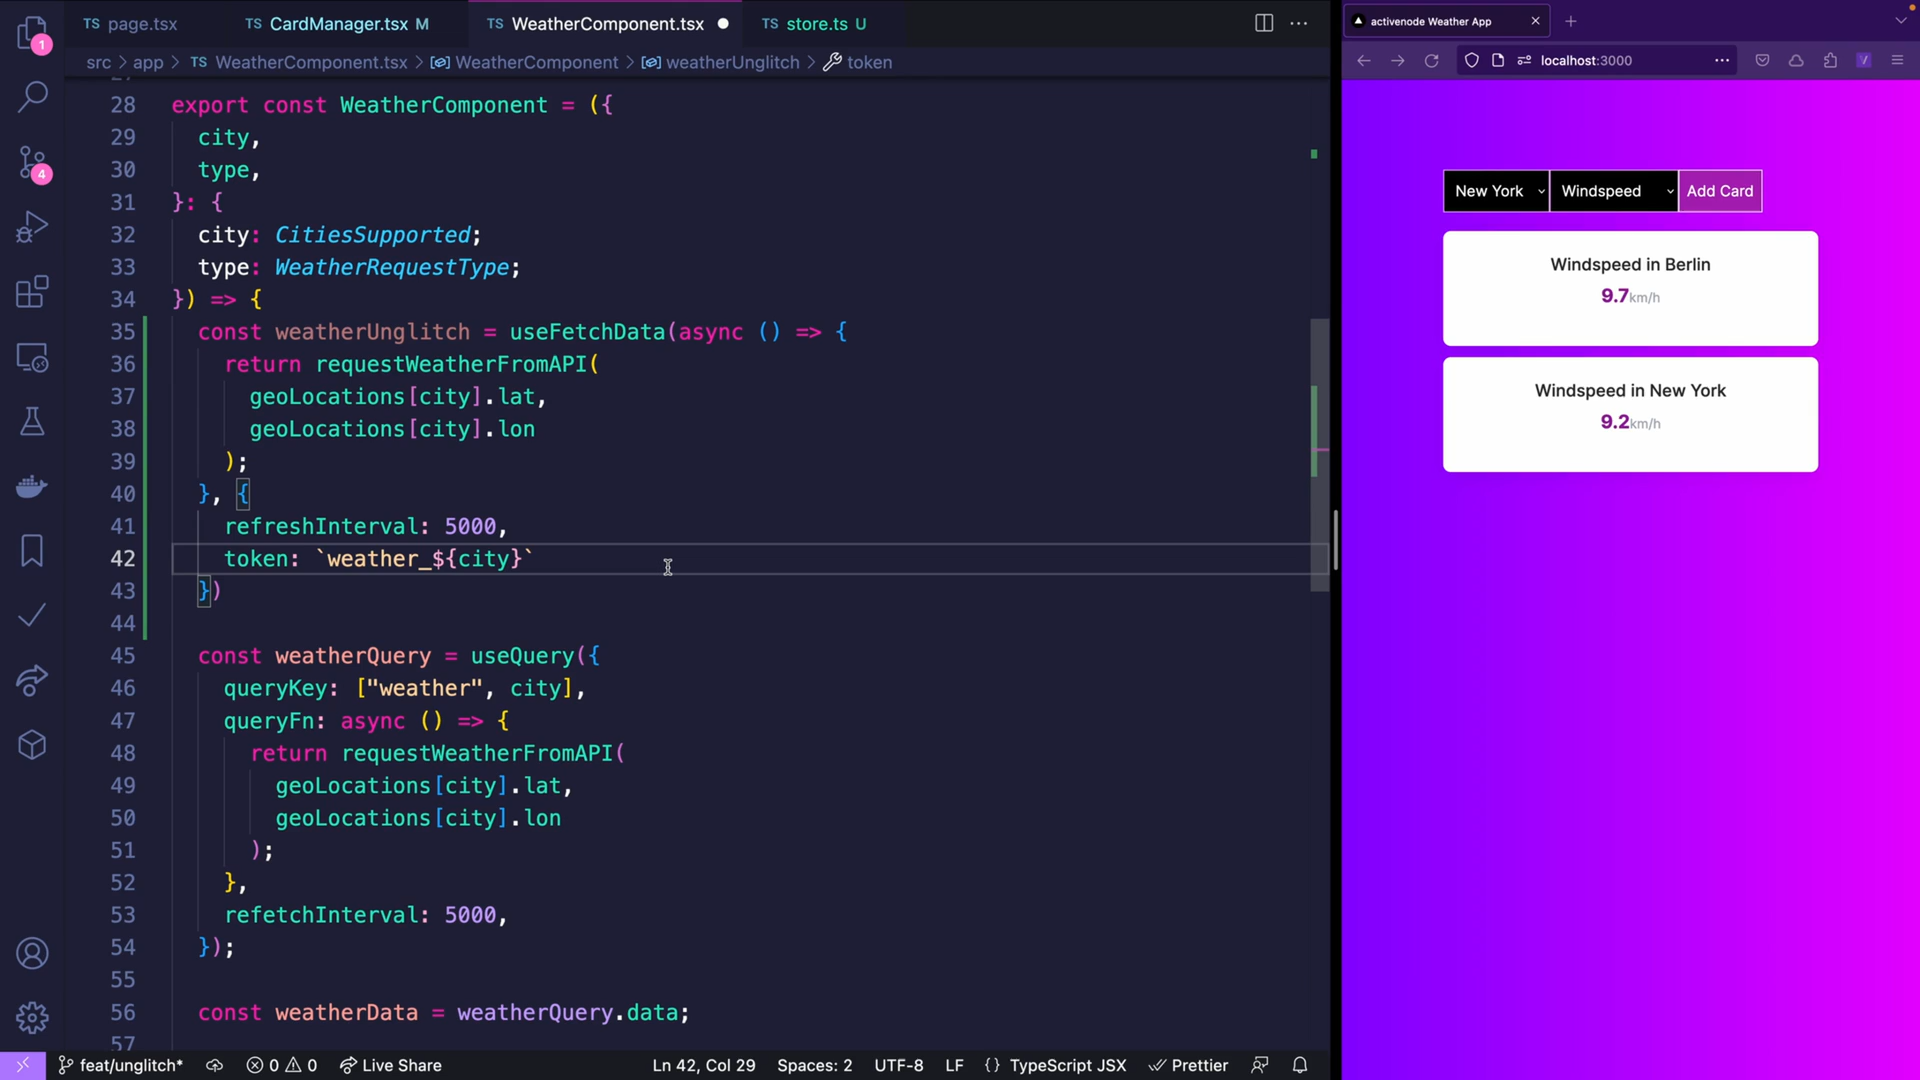 TS page.tsx
TS CardManager.tsx M
TS WeatherComponent.tsx
TS store.ts U
src > app > TS WeatherComponent.tsx > WeatherComponent > weatherUnglitch > token
28 export const WeatherComponent = ({
29 city,
30 type,
31 }: {
32 city: CitiesSupported;
33 type: WeatherRequestType;
34 }) => {
35 const weatherUnglitch = useFetchData(async () => {
36 return requestWeatherFromAPI(
37 geoLocations[city].lat,
38 geoLocations[city].lon
39 );
40 }, {
41 refreshInterval: 5000,
42 token: `weather_${city}`
43 })
44
45 const weatherQuery = useQuery({
46 queryKey: ["weather", city],
47 queryFn: async () => {
48 return requestWeatherFromAPI(
49 geoLocations[city].lat,
50 geoLocations[city].lon
51 );
52 },
53 refetchInterval: 5000,
54 });
55
56 const weatherData = weatherQuery.data;
57
1
4
feat/unglitch* 0 0 Live Share Ln 42, Col 29 Spaces: 2 UTF-8 LF {} TypeScript JSX Prettier
activenode Weather App
localhost:3000
V
New York Windspeed Add Card
Windspeed in Berlin
9.7km/h
Windspeed in New York
9.2km/h